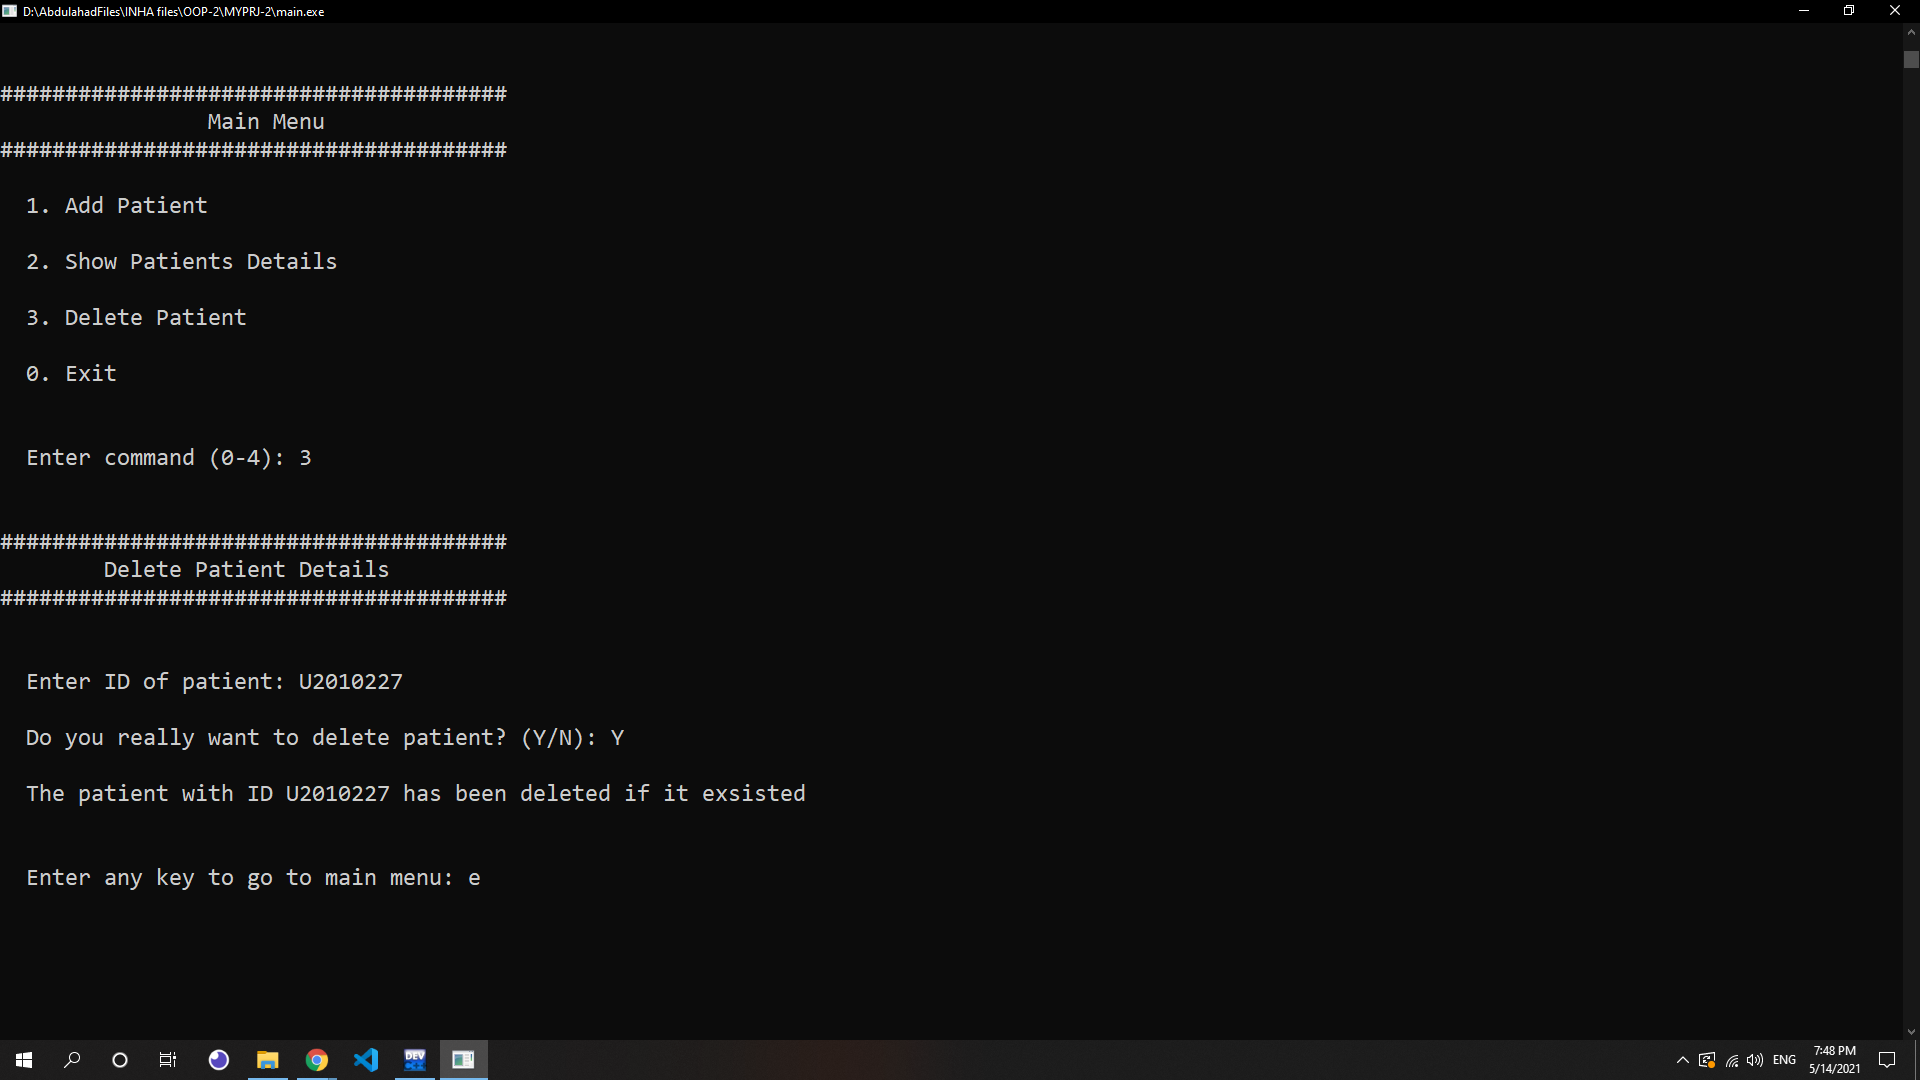 D:\AbdulahadFiles\INHA files\OOP-2\MYPRJ-2\main.exe
#######################################
Main Menu
#######################################
1. Add Patient
2. Show Patients Details
3. Delete Patient
0. Exit
Enter command (0-4): 3
#######################################
Delete Patient Details
#######################################
Enter ID of patient: U2010227
Do you really want to delete patient? (Y/N): Y
The patient with ID U2010227 has been deleted if it exsisted
Enter any key to go to main menu: e
DEV
ENG
7:48 PM
5/14/2021